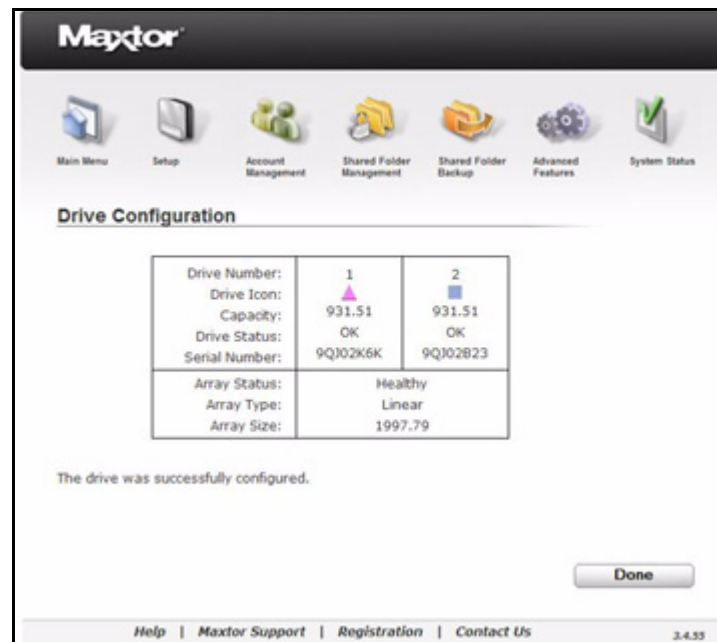 Maxtor
Main Menu
Setup
Account Management
Shared Folder Management
Shared Folder Backup
Advanced Features
System Status
Drive Configuration
Drive Number: 1 2
Drive Icon:
Capacity: 931.51 931.51
Drive Status: OK OK
Serial Number: 9QJ02K6K 9QJ02B23
Array Status: Healthy
Array Type: Linear
Array Size: 1997.79
The drive was successfully configured.
Done
Help | Maxtor Support | Registration | Contact Us
3.4.55